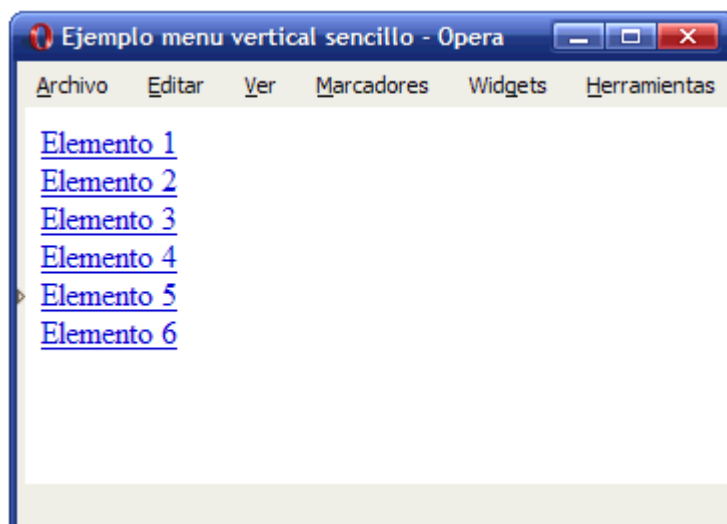 Ejemplo menu vertical sencillo - Opera
Archivo Editar Ver Marcadores Widgets Herramientas
Elemento 1
Elemento 2
Elemento 3
Elemento 4
Elemento 5
Elemento 6